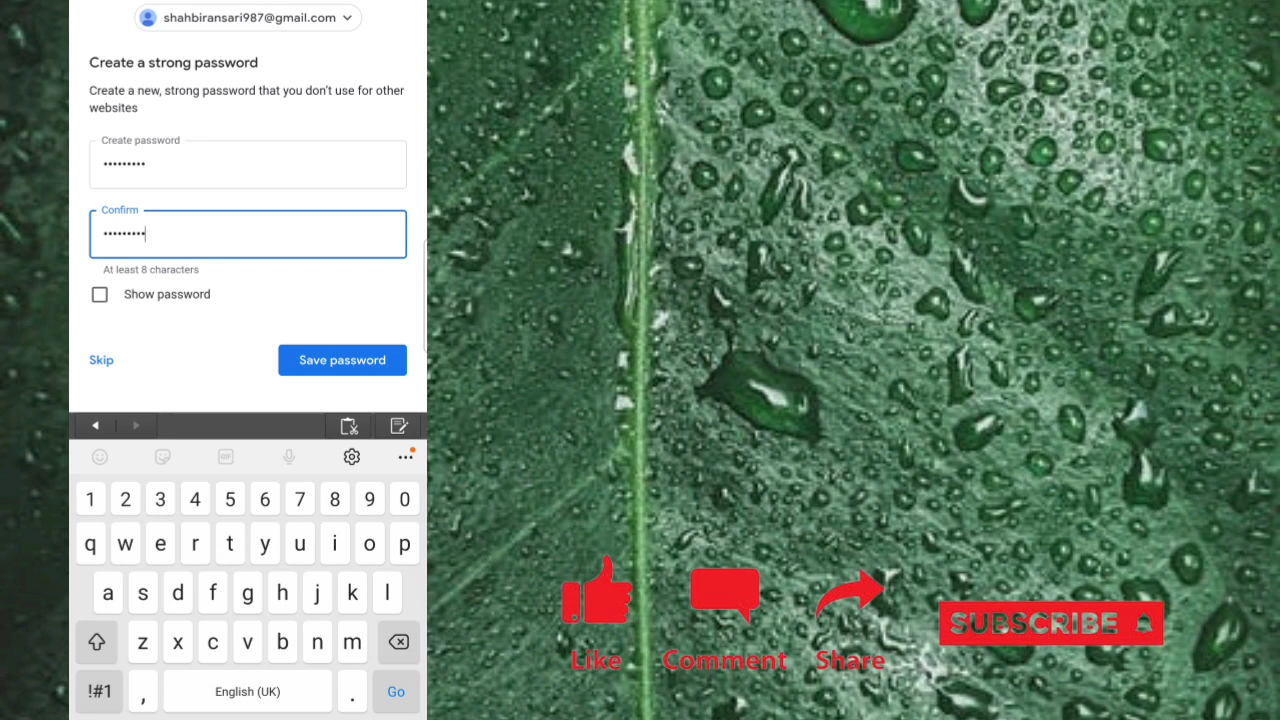 shahbiransari987@gmail.com
Create a strong password
Create a new, strong password that you don't use for other
websites
Create password
•••••••••
Confirm
•••••••••
At least 8 characters
Show password
Skip
Save password
GIF
1 2 3 4 5 6 7 8 9 0
q w e r t y u i o p
a s d f g h j k l
z x c v b n m
!#1 , English (UK) . Go
Like Comment Share
SUBSCRIBE